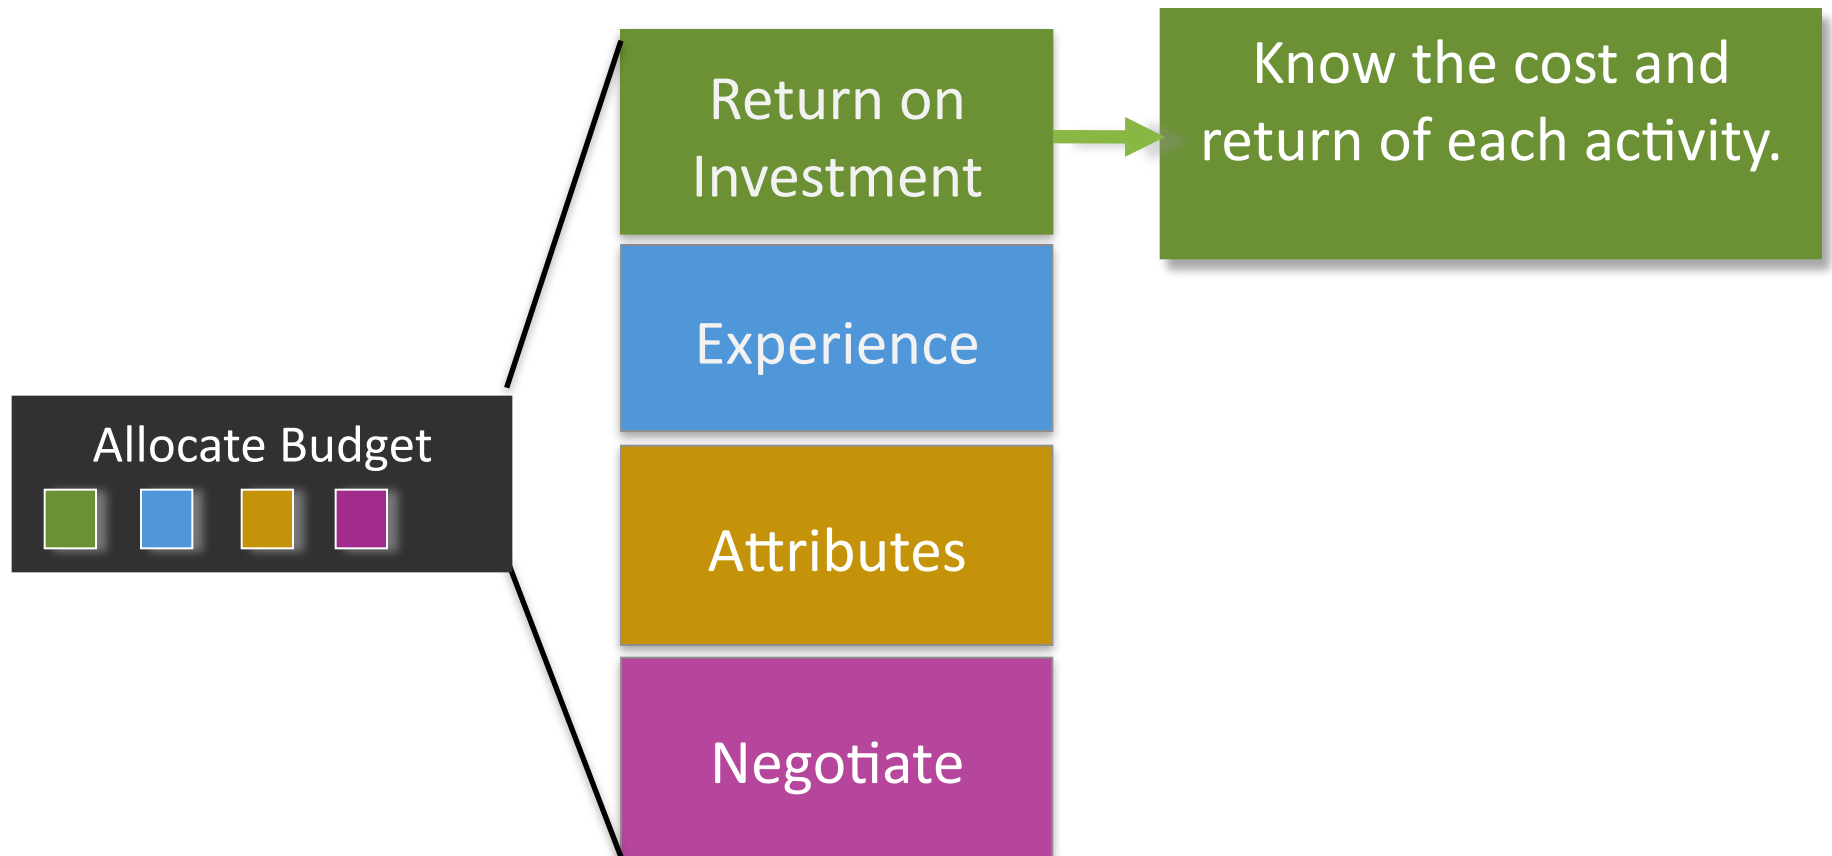 Return on
Investment
Know the cost and
return of each activity.
Experience
Allocate Budget
Attributes
Negotiate